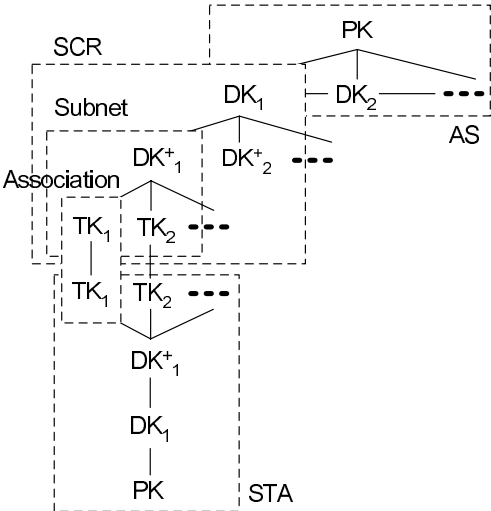 PK
SCR
DK₁ DK₂
AS
Subnet
DK⁺₁ DK⁺₂
Association
TK₁ TK₂
TK₁ TK₂
DK⁺₁
DK₁
PK
STA